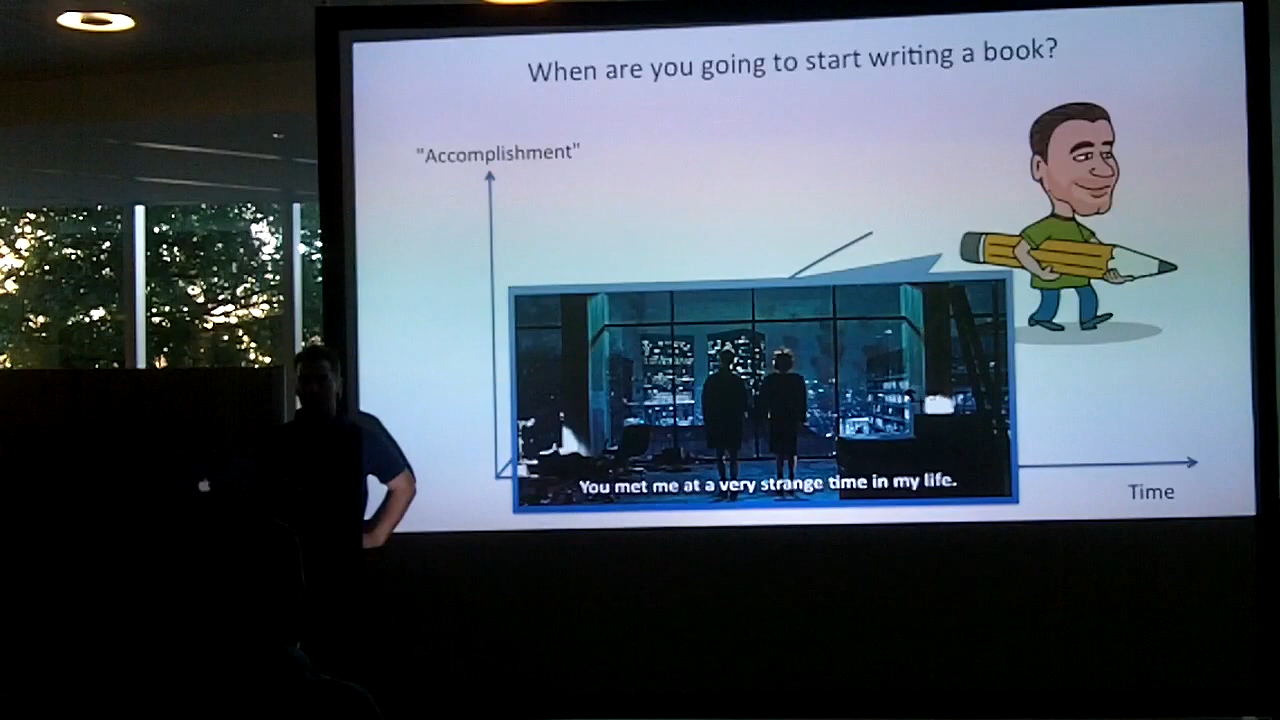 When are you going to start writing a book?
"Accomplishment"
You met me at a very strange time in my life.
Time